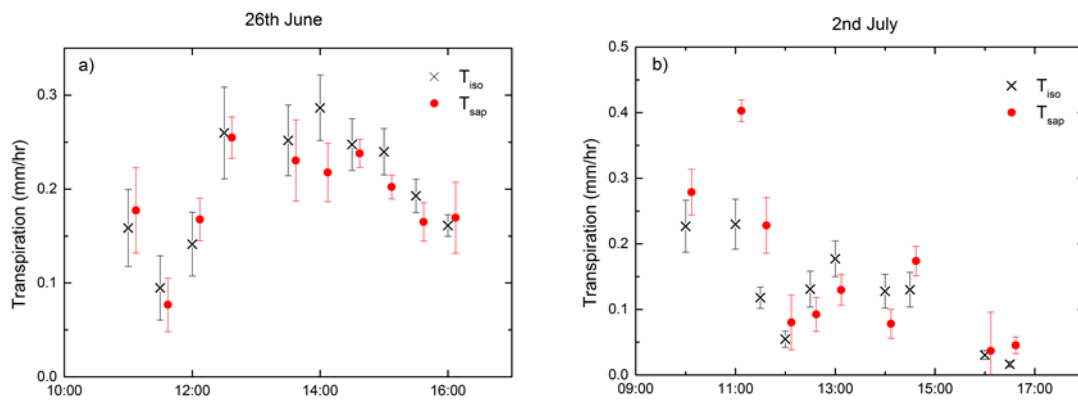 26th June
a)
T_iso
T_sap
Transpiration (mm/hr)
0.3
0.2
0.1
0.0
10:00 12:00 14:00 16:00
2nd July
b)
T_iso
T_sap
Transpiration (mm/hr)
0.5
0.4
0.3
0.2
0.1
0.0
09:00 11:00 13:00 15:00 17:00